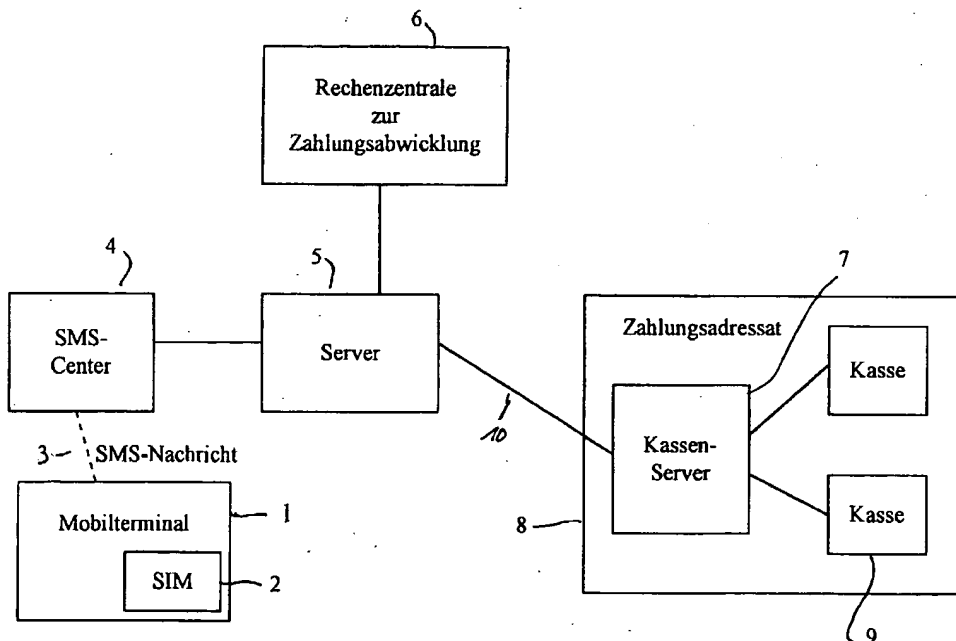 6
Rechenzentrale
zur
Zahlungsabwicklung
4
5
7
SMS-
Center
Server
Zahlungsadressat
Kasse
10
Kassen-
Server
3
SMS-Nachricht
Mobilterminal
1
8
Kasse
SIM
2
9